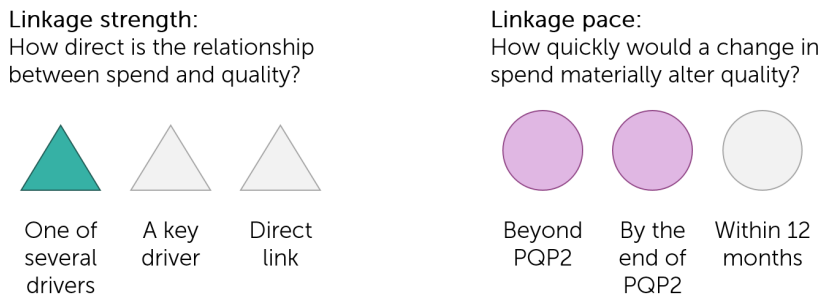 Linkage strength:
How direct is the relationship
between spend and quality?
One of
several
drivers
A key
driver
Direct
link
Linkage pace:
How quickly would a change in
spend materially alter quality?
Beyond
PQP2
By the
end of
PQP2
Within 12
months